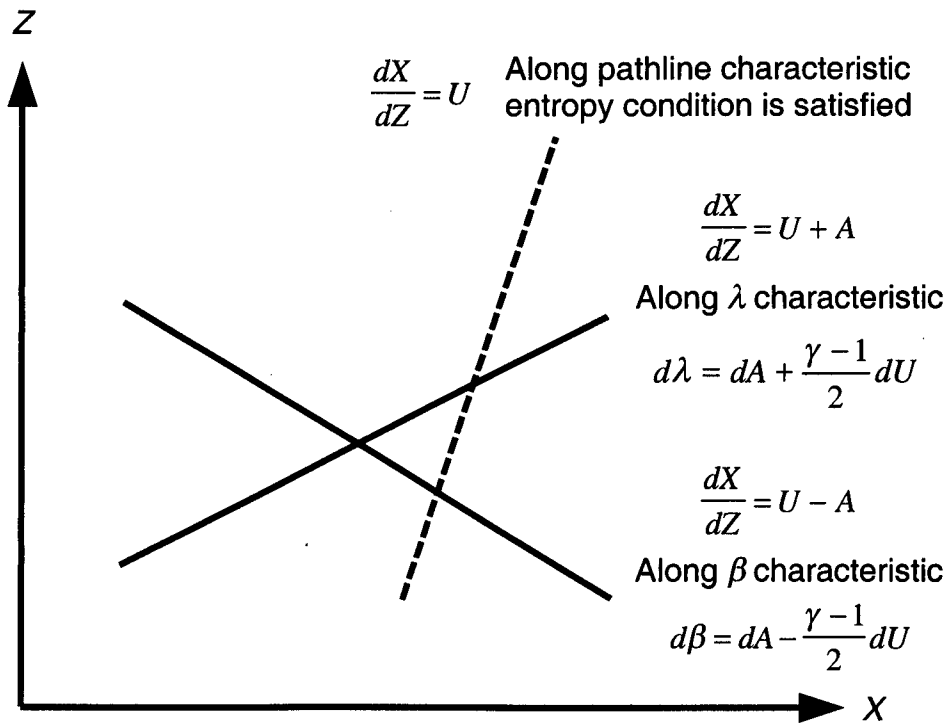 Z
dX/dZ = U Along pathline characteristic
entropy condition is satisfied
dX/dZ = U + A
Along λ characteristic
dλ = dA + γ−1/2 dU
dX/dZ = U − A
Along β characteristic
dβ = dA − γ−1/2 dU
X